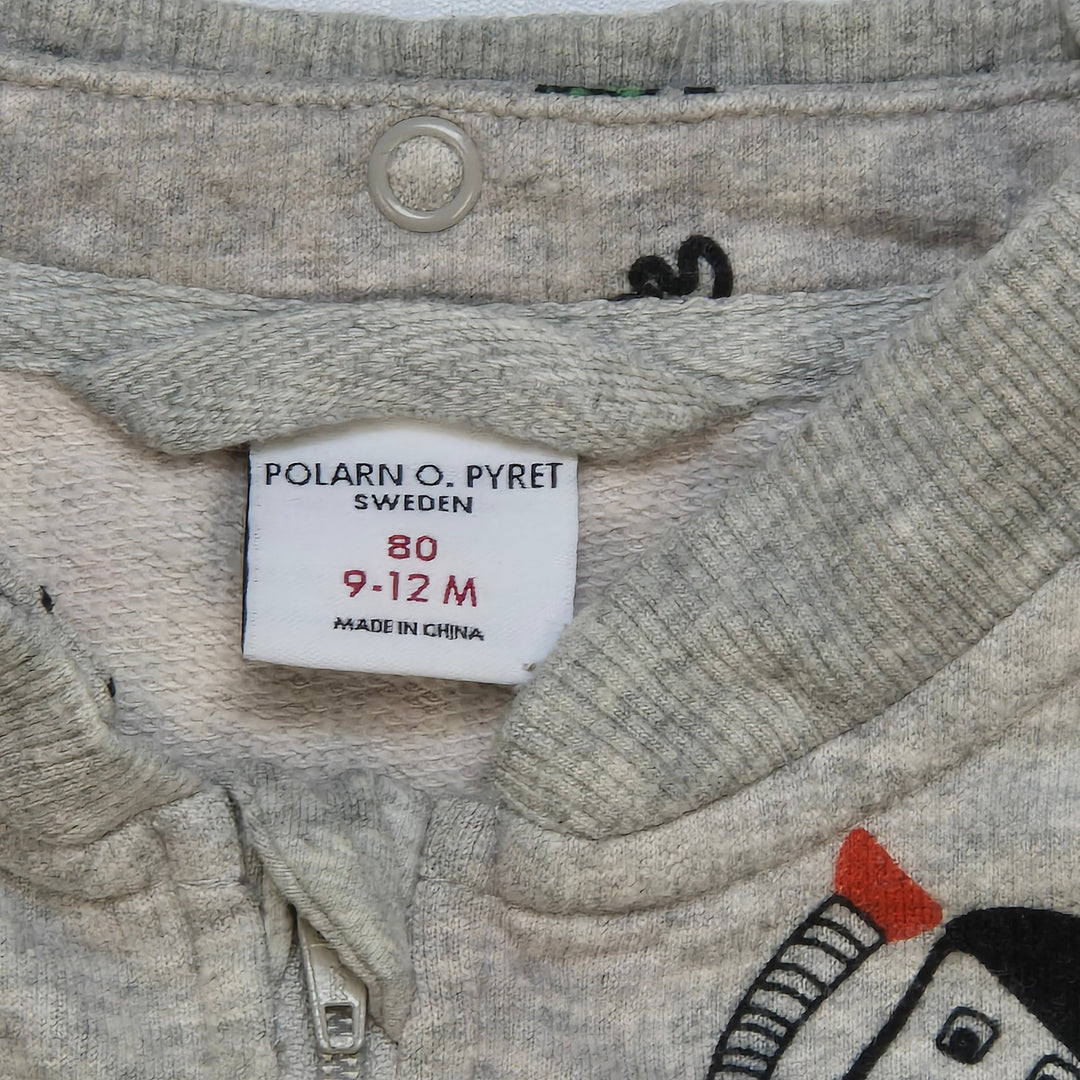 POLARN O. PYRET
SWEDEN
80
9-12 M
MADE IN CHINA